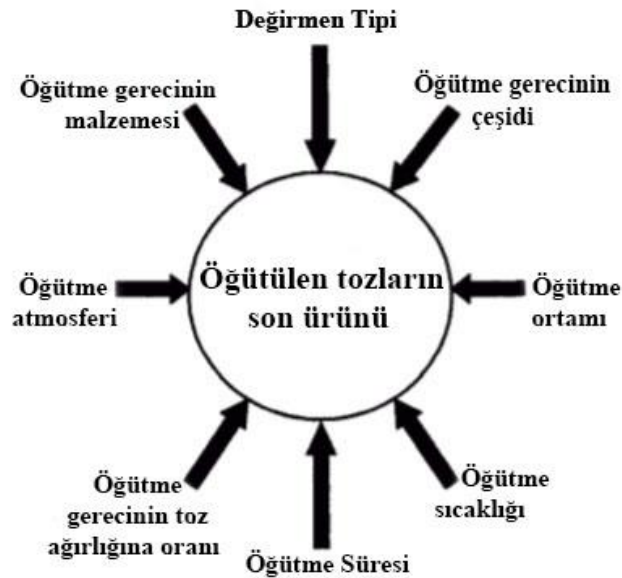 Değirmen Tipi
Öğütme gerecinin
malzemesi
Öğütme gerecinin
çeşidi
Öğütme
atmosferi
Öğütülen tozların
son ürünü
Öğütme
ortamı
Öğütme
gerecinin toz
ağırlığına oranı
Öğütme
sıcaklığı
Öğütme Süresi